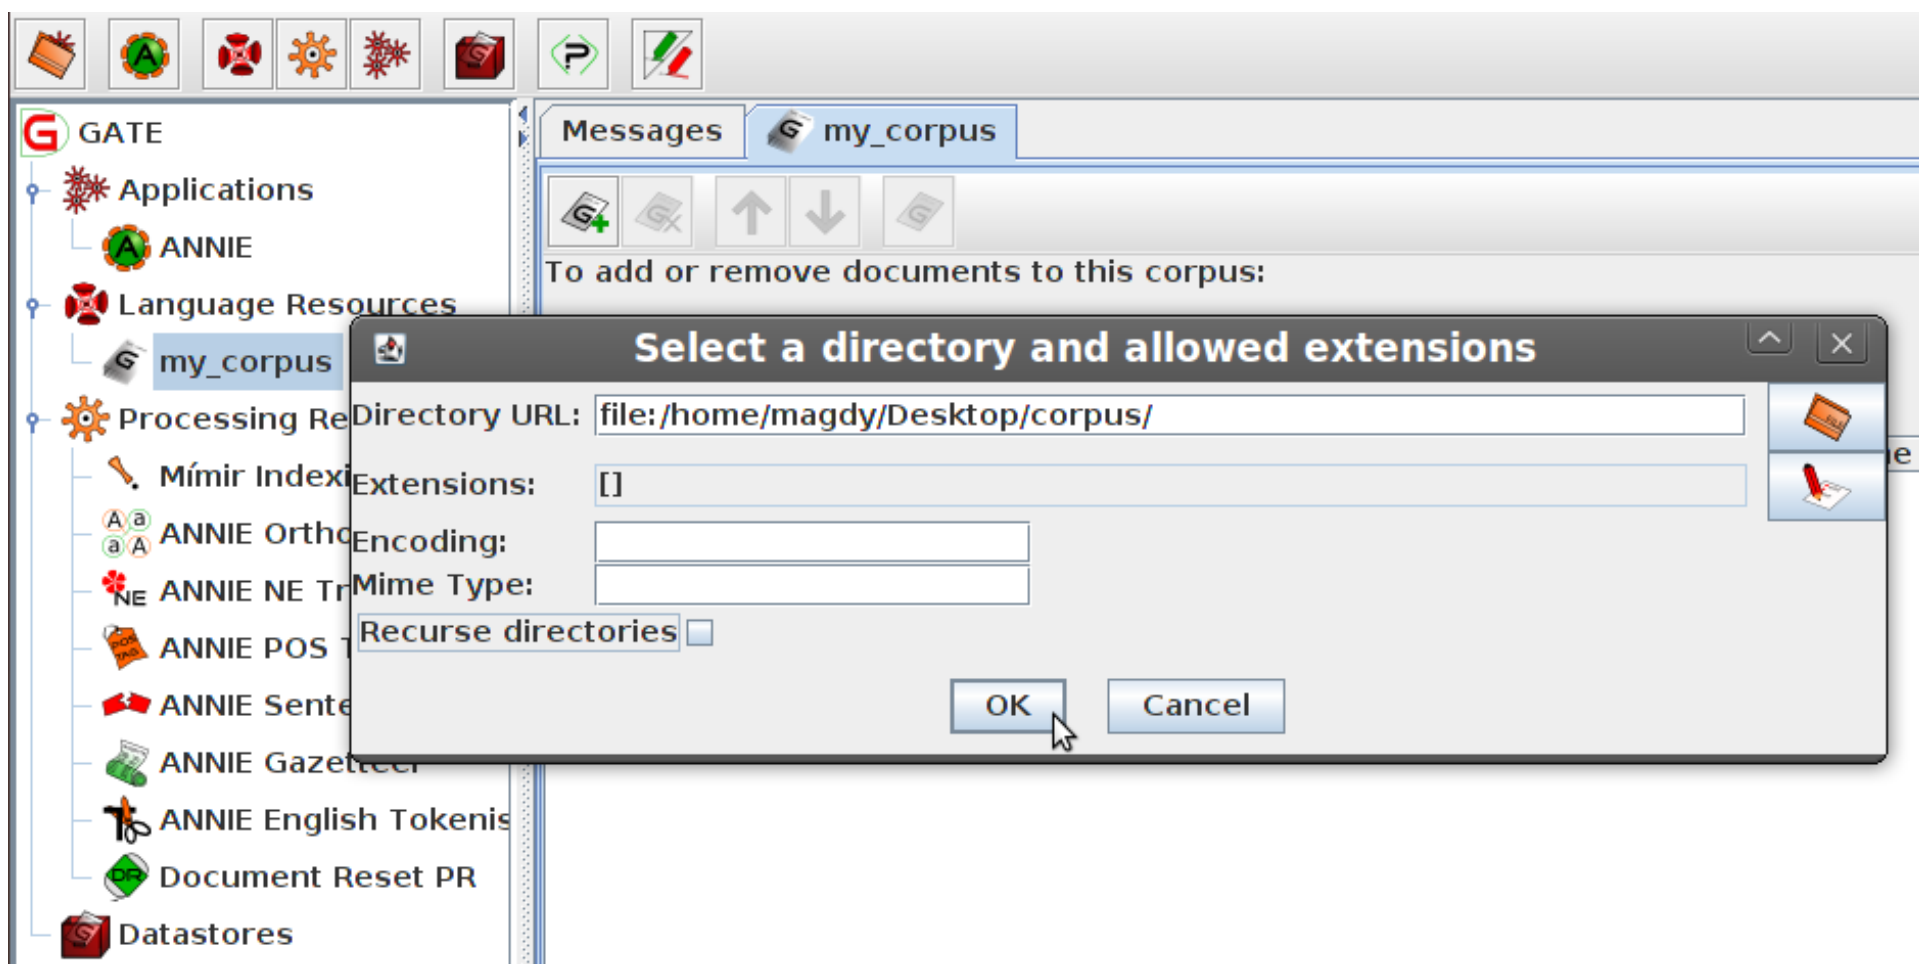 GATE
Applications
ANNIE
Language Resources
my_corpus
Processing Re
Mímir Indexi
ANNIE Ortho
ANNIE NE Tr
ANNIE POS T
ANNIE Sente
ANNIE Gazetteer
ANNIE English Tokenis
Document Reset PR
Datastores
Messages
my_corpus
To add or remove documents to this corpus:
Select a directory and allowed extensions
Directory URL: file:/home/magdy/Desktop/corpus/
Extensions: []
Encoding:
Mime Type:
Recurse directories
OK Cancel